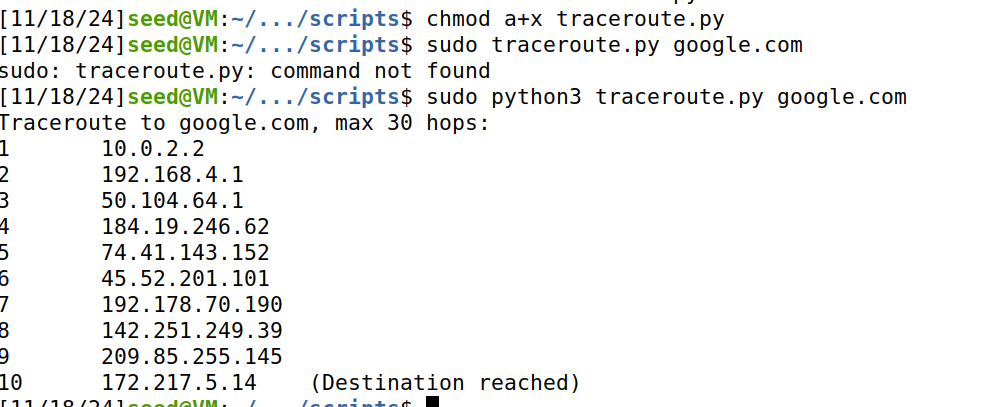 [11/18/24]seed@VM:~/.../scripts$ chmod a+x traceroute.py
[11/18/24]seed@VM:~/.../scripts$ sudo traceroute.py google.com
sudo: traceroute.py: command not found
[11/18/24]seed@VM:~/.../scripts$ sudo python3 traceroute.py google.com
Traceroute to google.com, max 30 hops:
1       10.0.2.2
2       192.168.4.1
3       50.104.64.1
4       184.19.246.62
5       74.41.143.152
6       45.52.201.101
7       192.178.70.190
8       142.251.249.39
9       209.85.255.145
10      172.217.5.14    (Destination reached)
[11/18/24]seed@VM:~/.../scripts$